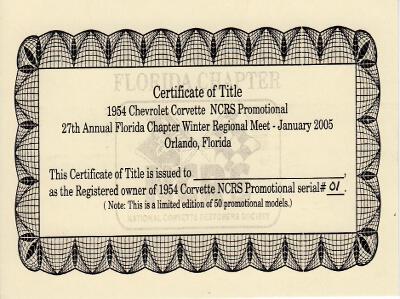 FLORIDA CHAPTER
Certificate of Title
1954 Chevrolet Corvette NCRS Promotional
27th Annual Florida Chapter Winter Regional Meet - January 2005
Orlando, Florida
This Certificate of Title is issued to ,
as the Registered owner of 1954 Corvette NCRS Promotional serial# 01 .
( Note: This is a limited edition of 50 promotional models.)
NATIONAL CORVETTE RESTORERS SOCIETY